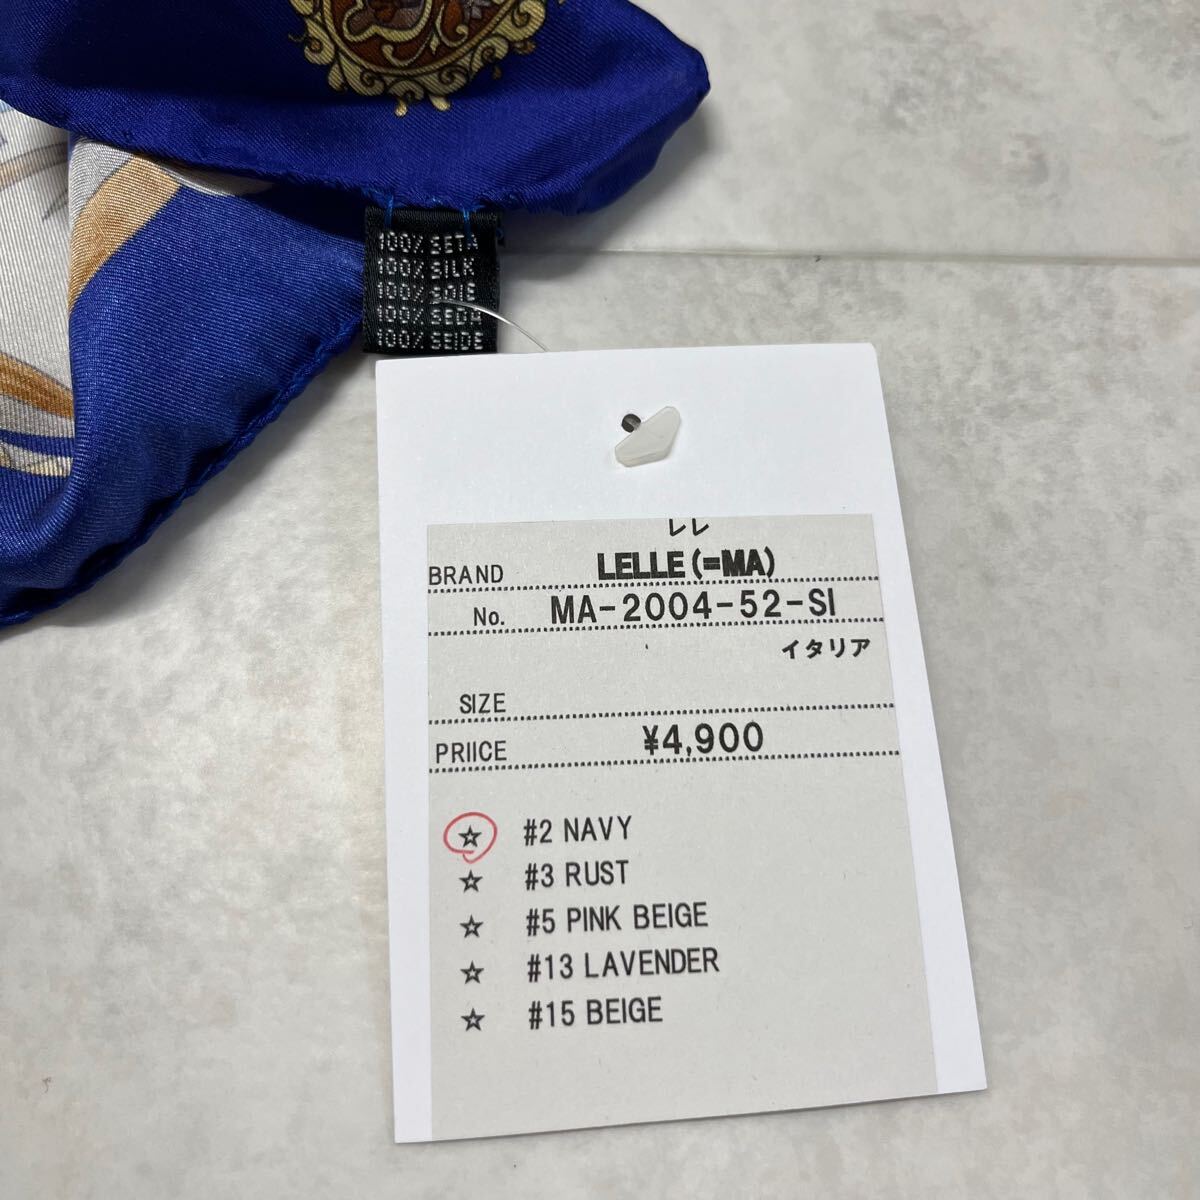 100% SETA
100% SILK
100% SOIE
100% SEDA
100% SEIDE
レレ
BRAND LELLE(=MA)
No. MA-2004-52-SI
イタリア
SIZE
PRIICE ¥4,900
☆ #2 NAVY
☆ #3 RUST
☆ #5 PINK BEIGE
☆ #13 LAVENDER
☆ #15 BEIGE